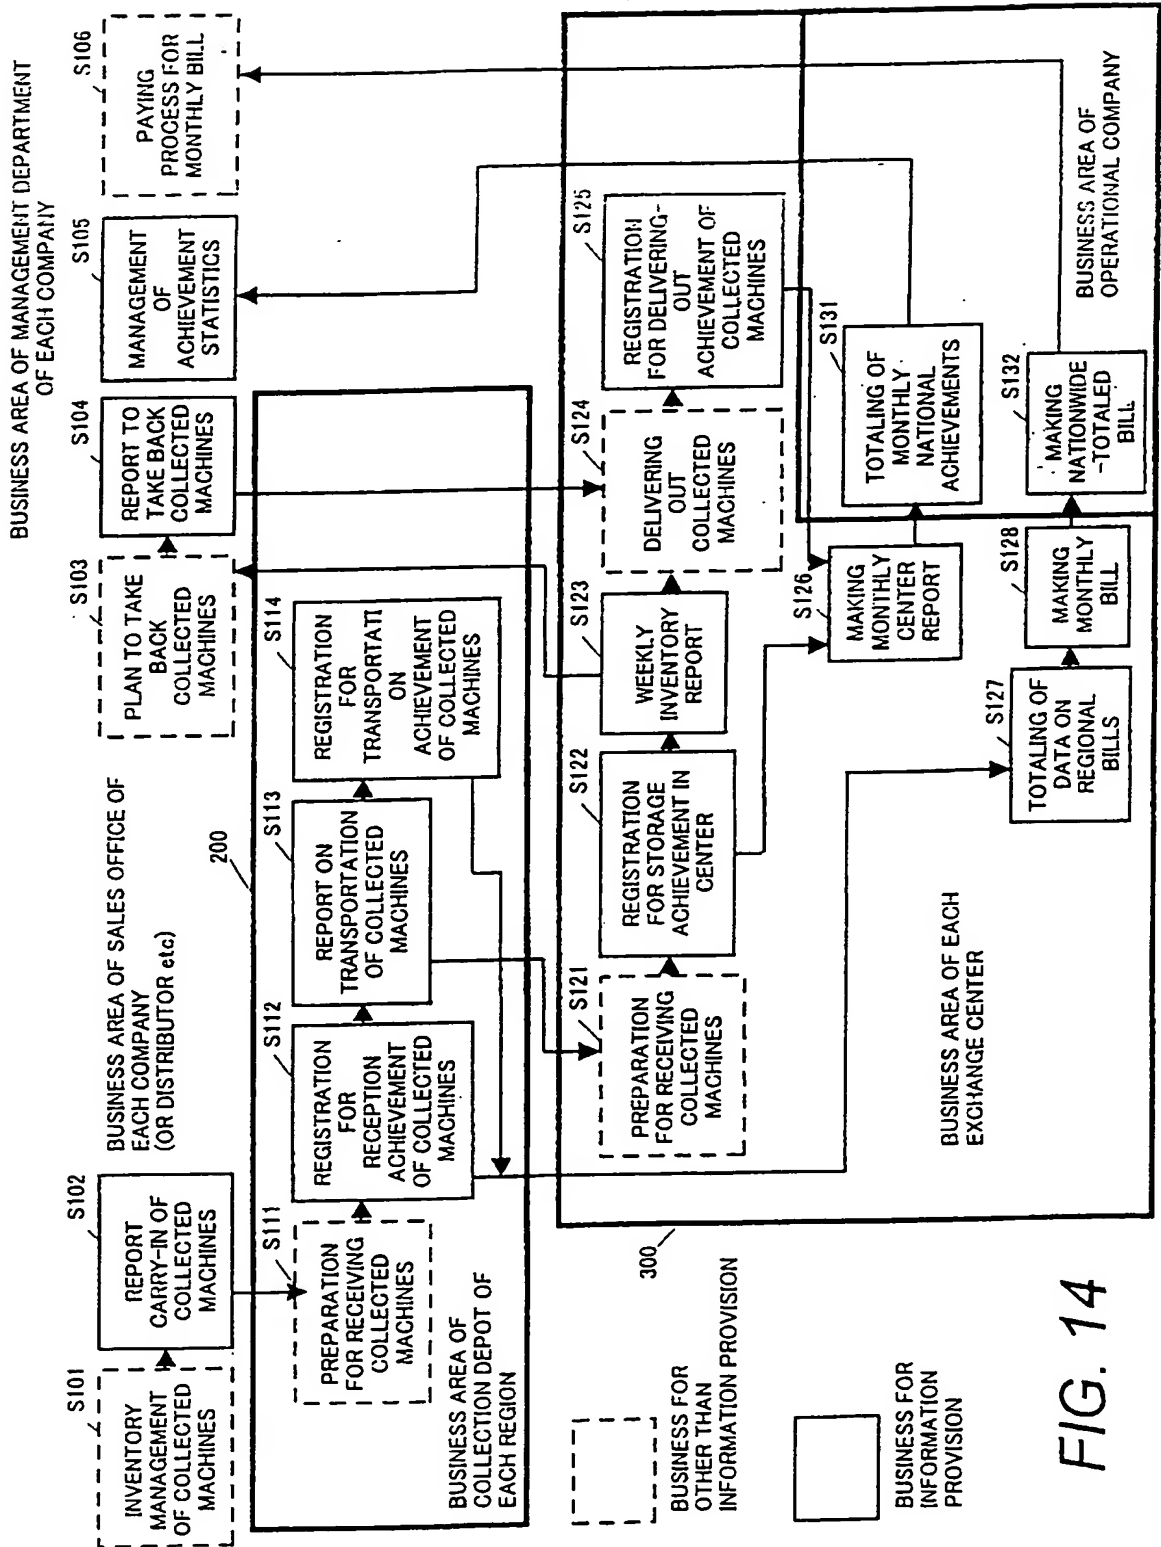 BUSINESS AREA OF MANAGEMENT DEPARTMENT
OF EACH COMPANY
BUSINESS AREA OF SALES OFFICE OF
EACH COMPANY
(OR DISTRIBUTOR etc)
S101
INVENTORY
MANAGEMENT
OF COLLECTED
MACHINES
S102
REPORT
CARRY-IN OF
COLLECTED
MACHINES
S103
PLAN TO TAKE
BACK
COLLECTED
MACHINES
S104
REPORT TO
TAKE BACK
COLLECTED
MACHINES
S105
MANAGEMENT
OF
ACHIEVEMENT
STATISTICS
S106
PAYING
PROCESS FOR
MONTHLY BILL
200
S111
PREPARATION
FOR RECEIVING
COLLECTED
MACHINES
S112
REGISTRATION
FOR
RECEPTION
ACHIEVEMENT
OF COLLECTED
MACHINES
S113
REPORT ON
TRANSPORTATION
OF COLLECTED
MACHINES
S114
REGISTRATION
FOR
TRANSPORTATI
ON
ACHIEVEMENT
OF COLLECTED
MACHINES
BUSINESS AREA OF
COLLECTION DEPOT OF
EACH REGION
300
S121
PREPARATION
FOR RECEIVING
COLLECTED
MACHINES
S122
REGISTRATION
FOR STORAGE
ACHIEVEMENT IN
CENTER
S123
WEEKLY
INVENTORY
REPORT
S124
DELIVERING
OUT
COLLECTED
MACHINES
S125
REGISTRATION
FOR DELIVERING-
OUT
ACHIEVEMENT OF
COLLECTED
MACHINES
S126
MAKING
MONTHLY
CENTER
REPORT
S131
TOTALING OF
MONTHLY
NATIONAL
ACHIEVEMENTS
S127
TOTALING OF
DATA ON
REGIONAL
BILLS
S128
MAKING
MONTHLY
BILL
S132
MAKING
NATIONWIDE
-TOTALED
BILL
BUSINESS AREA OF EACH
EXCHANGE CENTER
BUSINESS AREA OF
OPERATIONAL COMPANY
BUSINESS FOR
OTHER THAN
INFORMATION PROVISION
BUSINESS FOR
INFORMATION
PROVISION
FIG. 14